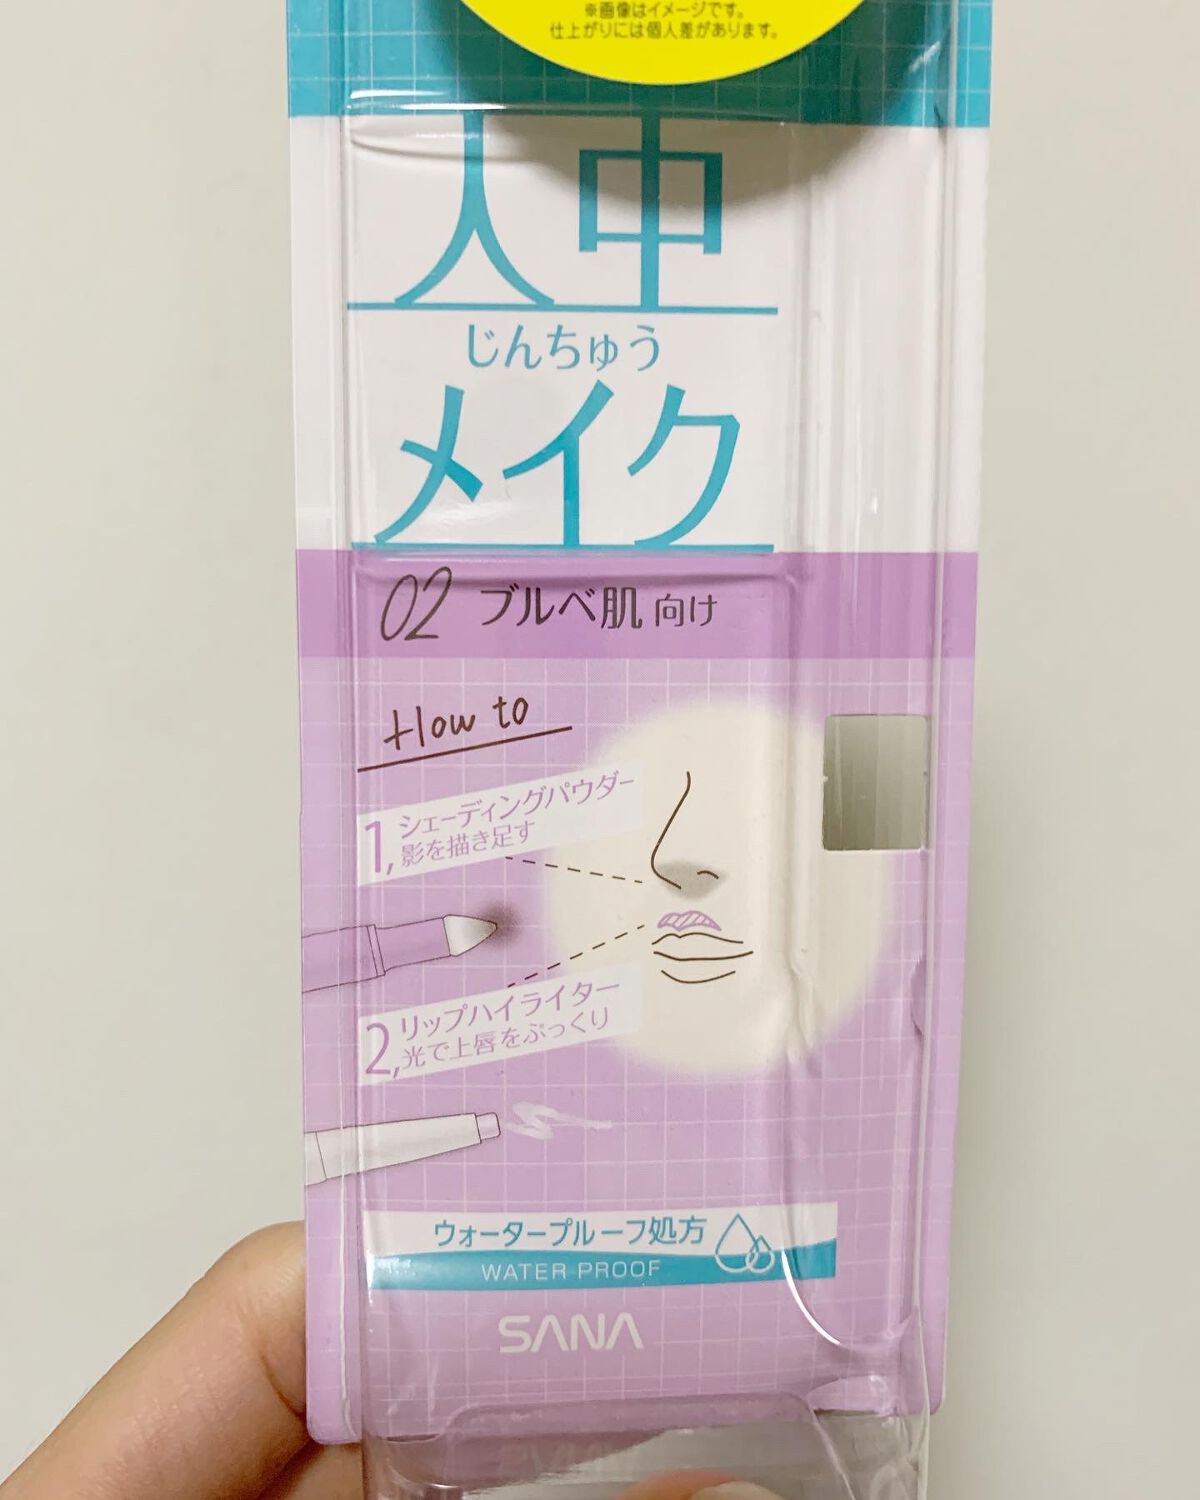 ※画像はイメージです。
仕上がりには個人差があります。
人中
じんちゅう
メイク
02 ブルベ肌 向け
How to
1, シェーディングパウダー
影を描き足す
2, リップハイライター
光で上唇をぷっくり
ウォータープルーフ処方
WATER PROOF
SANA